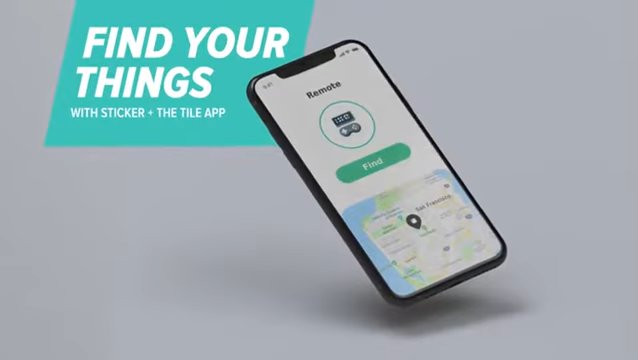 FIND YOUR
THINGS
WITH STICKER + THE TILE APP
Remote
Find
San Francisco